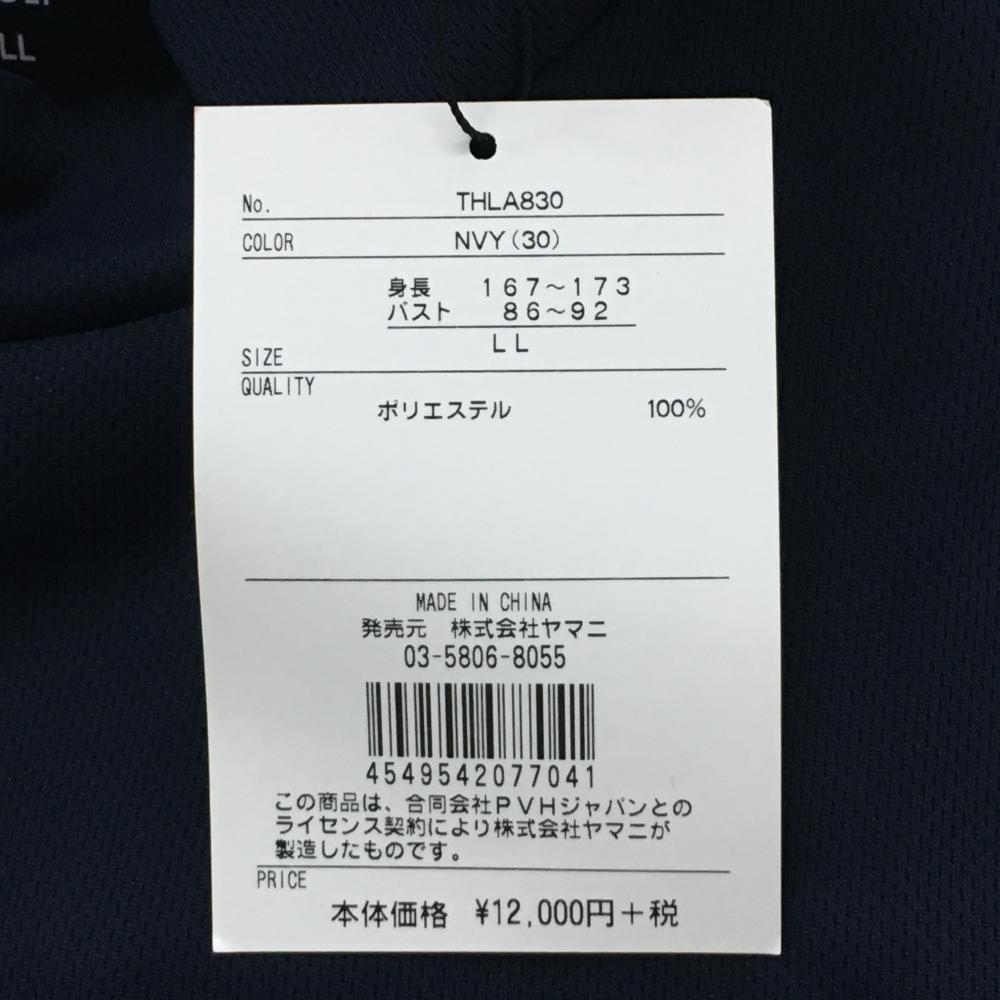 LL
No. THLA830
COLOR NVY(30)
身長 167～173
バスト 86～92
SIZE LL
QUALITY
ポリエステル 100%
MADE IN CHINA
発売元 株式会社ヤマニ
03-5806-8055
4549542077041
この商品は、合同会社PVHジャパンとの
ライセンス契約により株式会社ヤマニが
製造したものです。
PRICE
本体価格 ¥12,000円+税